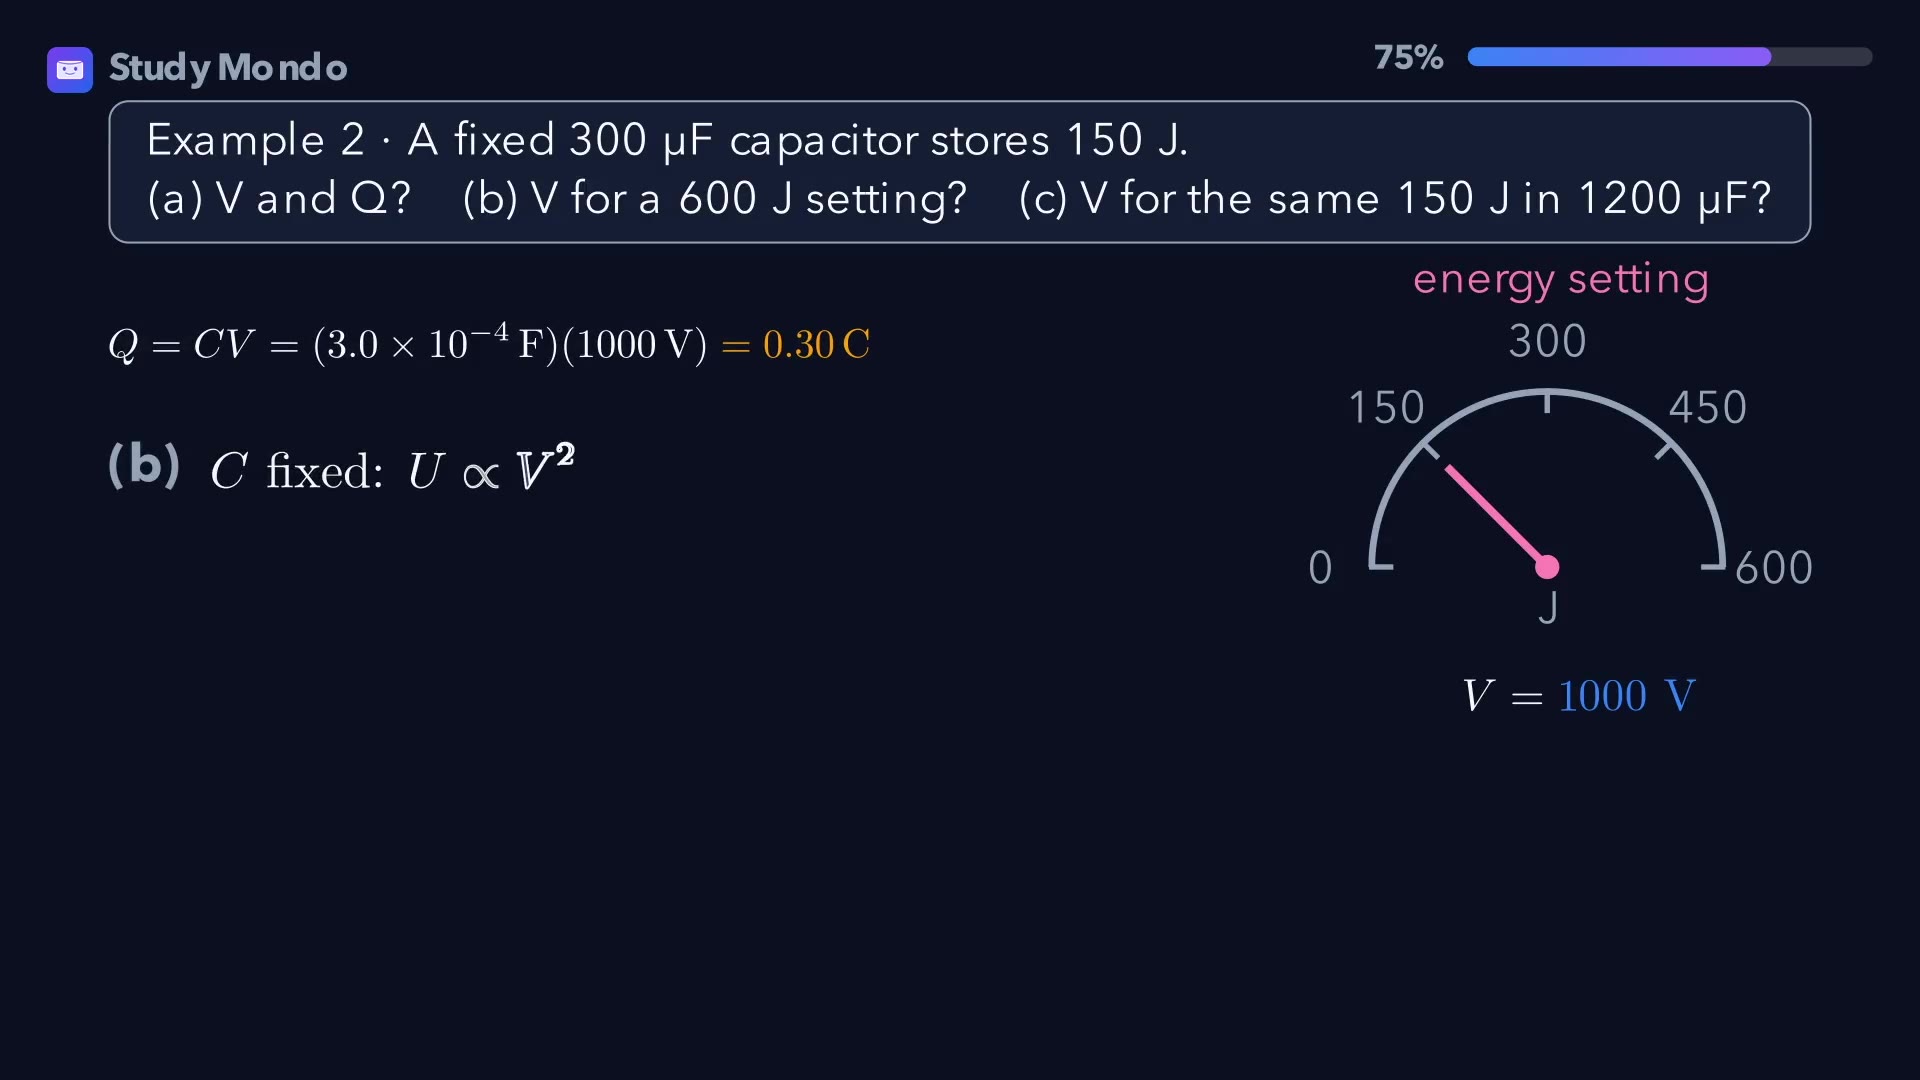 Study Mondo
75%
Example 2 · A fixed 300 µF capacitor stores 150 J.
(a) V and Q? (b) V for a 600 J setting? (c) V for the same 150 J in 1200 µF?
Q = CV = (3.0 × 10⁻⁴ F)(1000 V) = 0.30 C
(b) C fixed: U ∝ V²
energy setting
300
150
450
0
600
J
V = 1000 V